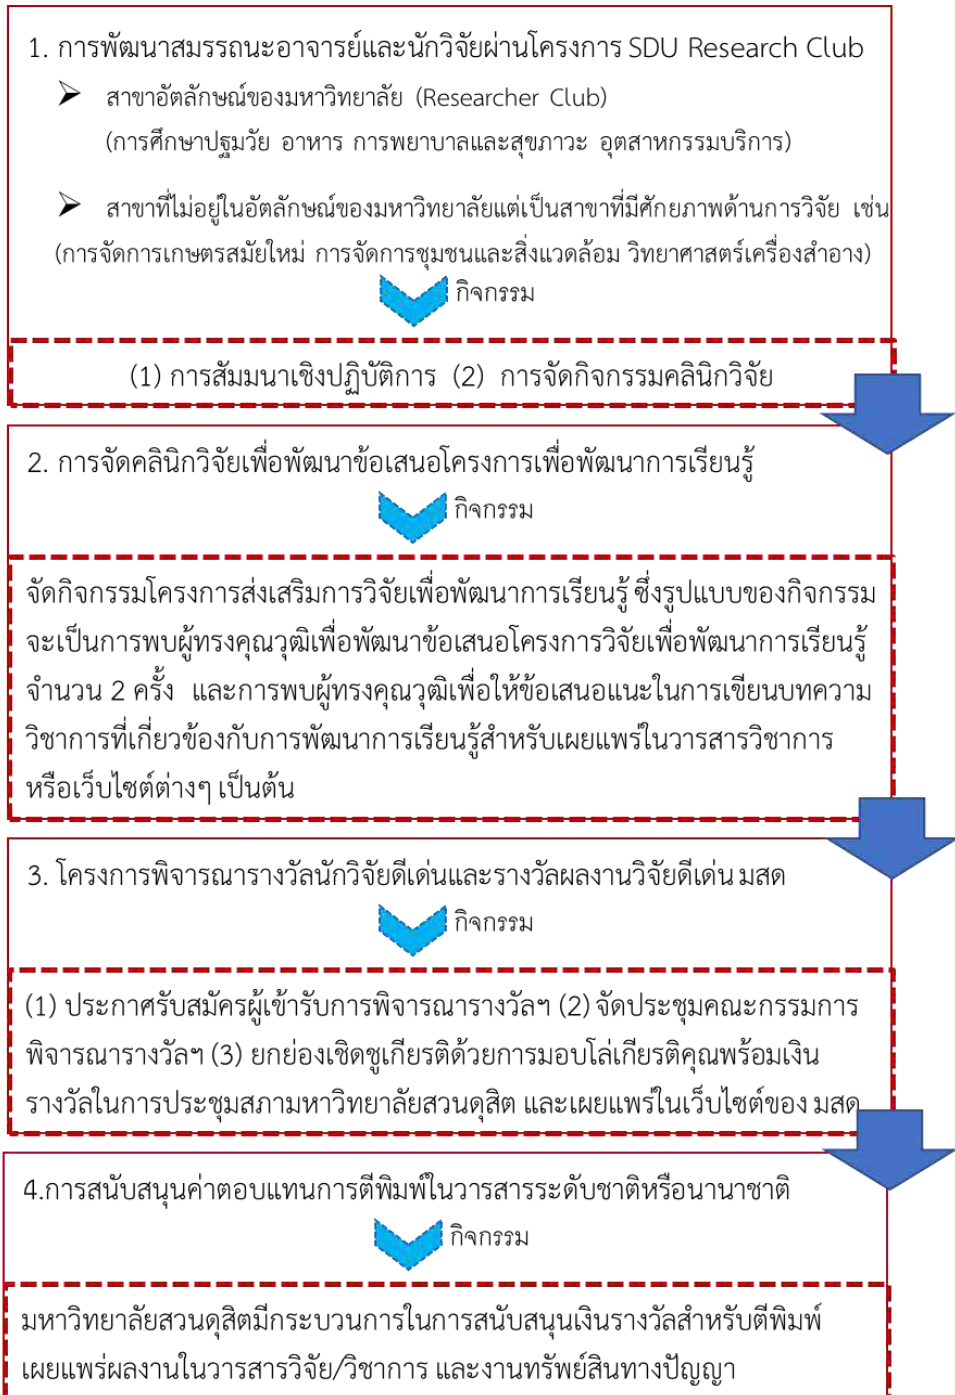 1. การพัฒนาสมรรถนะอาจารย์และนักวิจัยผ่านโครงการ SDU Research Club
➤ สาขาอัตลักษณ์ของมหาวิทยาลัย (Researcher Club)
(การศึกษาปฐมวัย อาหาร การพยาบาลและสุขภาวะ อุตสาหกรรมบริการ)
➤ สาขาที่ไม่อยู่ในอัตลักษณ์ของมหาวิทยาลัยแต่เป็นสาขาที่มีศักยภาพด้านการวิจัย เช่น
(การจัดการเกษตรสมัยใหม่ การจัดการชุมชนและสิ่งแวดล้อม วิทยาศาสตร์เครื่องสำอาง)
กิจกรรม
(1) การสัมมนาเชิงปฏิบัติการ (2) การจัดกิจกรรมคลินิกวิจัย
2. การจัดคลินิกวิจัยเพื่อพัฒนาข้อเสนอโครงการเพื่อพัฒนาการเรียนรู้
กิจกรรม
จัดกิจกรรมโครงการส่งเสริมการวิจัยเพื่อพัฒนาการเรียนรู้ ซึ่งรูปแบบของกิจกรรม
จะเป็นการพบผู้ทรงคุณวุฒิเพื่อพัฒนาข้อเสนอโครงการวิจัยเพื่อพัฒนาการเรียนรู้
จำนวน 2 ครั้ง และการพบผู้ทรงคุณวุฒิเพื่อให้ข้อเสนอแนะในการเขียนบทความ
วิชาการที่เกี่ยวข้องกับการพัฒนาการเรียนรู้สำหรับเผยแพร่ในวารสารวิชาการ
หรือเว็บไซต์ต่างๆ เป็นต้น
3. โครงการพิจารณารางวัลนักวิจัยดีเด่นและรางวัลผลงานวิจัยดีเด่น มสด
กิจกรรม
(1) ประกาศรับสมัครผู้เข้ารับการพิจารณารางวัลฯ (2) จัดประชุมคณะกรรมการ
พิจารณารางวัลฯ (3) ยกย่องเชิดชูเกียรติด้วยการมอบโล่เกียรติคุณพร้อมเงิน
รางวัลในการประชุมสภามหาวิทยาลัยสวนดุสิต และเผยแพร่ในเว็บไซต์ของ มสด
4.การสนับสนุนค่าตอบแทนการตีพิมพ์ในวารสารระดับชาติหรือนานาชาติ
กิจกรรม
มหาวิทยาลัยสวนดุสิตมีกระบวนการในการสนับสนุนเงินรางวัลสำหรับตีพิมพ์
เผยแพร่ผลงานในวารสารวิจัย/วิชาการ และงานทรัพย์สินทางปัญญา